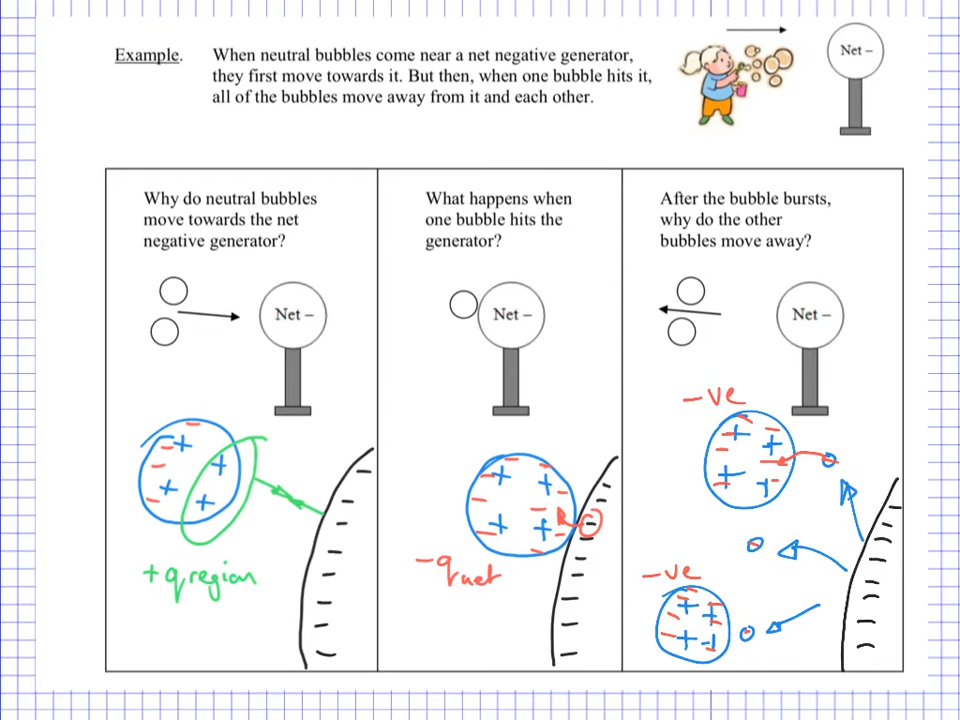 Example. When neutral bubbles come near a net negative generator,
they first move towards it. But then, when one bubble hits it,
all of the bubbles move away from it and each other.
Net –
Why do neutral bubbles
move towards the net
negative generator?
Net –
+ q region
What happens when
one bubble hits the
generator?
Net –
– q net
After the bubble bursts,
why do the other
bubbles move away?
Net –
– ve
– ve